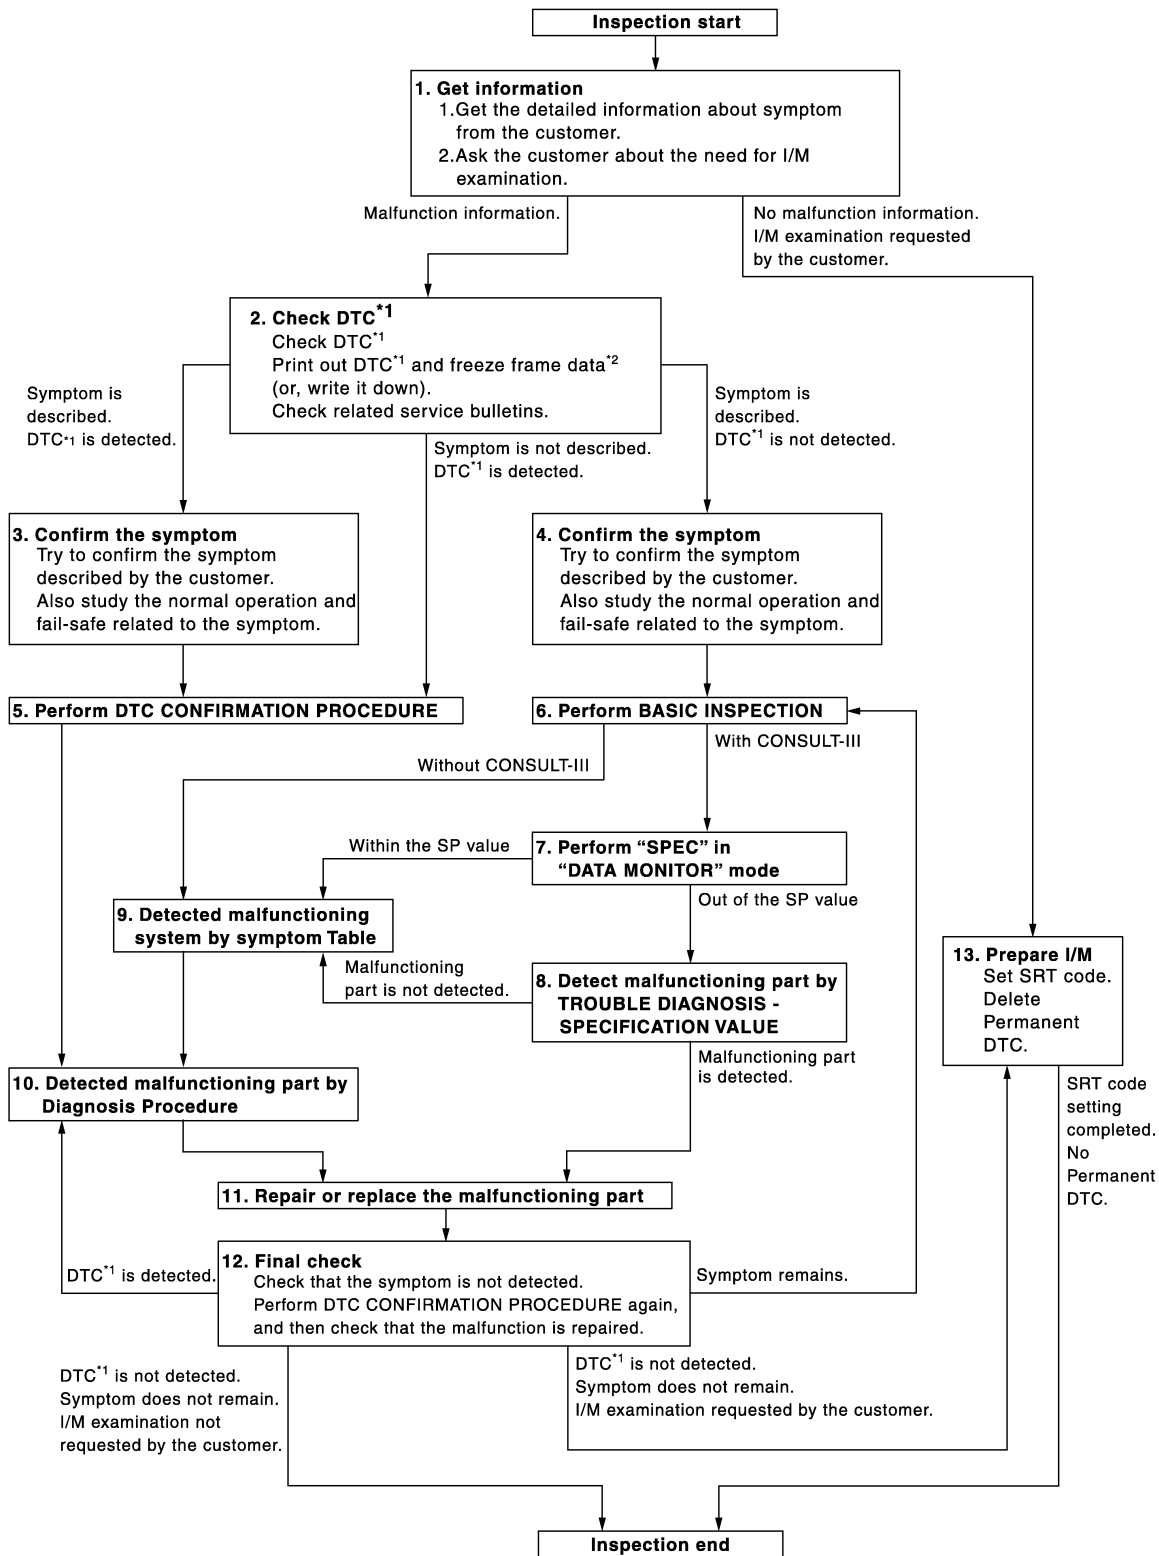 Inspection start
1. Get information
1.Get the detailed information about symptom
from the customer.
2.Ask the customer about the need for I/M
examination.
Malfunction information.
No malfunction information.
I/M examination requested
by the customer.
2. Check DTC*1
Check DTC*1
Print out DTC*1 and freeze frame data*2
(or, write it down).
Check related service bulletins.
Symptom is
described.
DTC*1 is detected.
Symptom is not described.
DTC*1 is detected.
Symptom is
described.
DTC*1 is not detected.
3. Confirm the symptom
Try to confirm the symptom
described by the customer.
Also study the normal operation and
fail-safe related to the symptom.
4. Confirm the symptom
Try to confirm the symptom
described by the customer.
Also study the normal operation and
fail-safe related to the symptom.
5. Perform DTC CONFIRMATION PROCEDURE
6. Perform BASIC INSPECTION
Without CONSULT-III
With CONSULT-III
Within the SP value
7. Perform “SPEC” in
“DATA MONITOR” mode
Out of the SP value
9. Detected malfunctioning
system by symptom Table
Malfunctioning
part is not detected.
8. Detect malfunctioning part by
TROUBLE DIAGNOSIS -
SPECIFICATION VALUE
13. Prepare I/M
Set SRT code.
Delete
Permanent
DTC.
Malfunctioning part
is detected.
10. Detected malfunctioning part by
Diagnosis Procedure
SRT code
setting
completed.
No
Permanent
DTC.
11. Repair or replace the malfunctioning part
DTC*1 is detected.
12. Final check
Check that the symptom is not detected.
Perform DTC CONFIRMATION PROCEDURE again,
and then check that the malfunction is repaired.
Symptom remains.
DTC*1 is not detected.
Symptom does not remain.
I/M examination not
requested by the customer.
DTC*1 is not detected.
Symptom does not remain.
I/M examination requested by the customer.
Inspection end